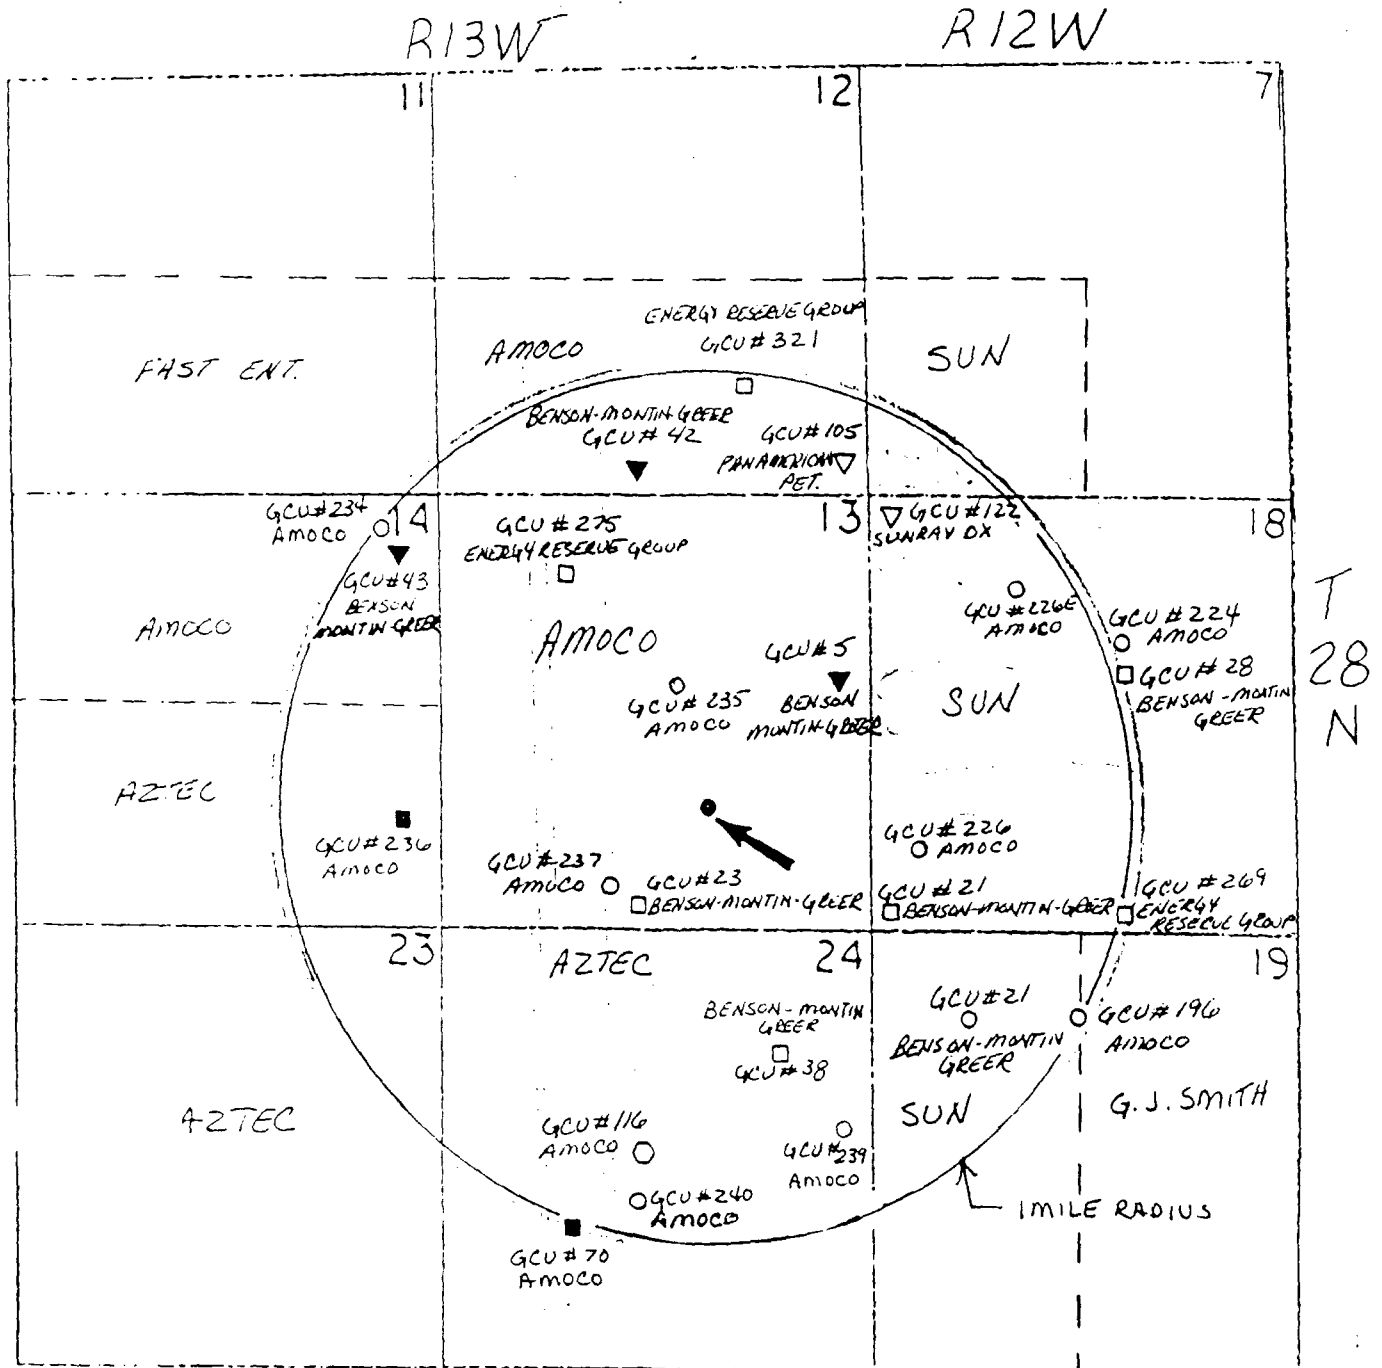 R13W
R12W
11
12
7
ENERGY RESERVE GROUP
GCU # 321
AMOCO
SUN
FAST ENT.
BENSON-MONTIN-GREER
GCU # 42
GCU # 105
PAN AMERICAN
PET.
GCU # 234
AMOCO
14
GCU # 275
ENERGY RESERVE GROUP
13
GCU # 122
SUNRAY DX
18
GCU # 43
BENSON
MONTIN-GREER
AMOCO
AMOCO
GCU # 226E
AMOCO
GCU # 224
AMOCO
T
28
N
GCU # 5
BENSON
MONTIN-GREER
GCU # 28
BENSON-MONTIN
GREER
GCU # 235
AMOCO
SUN
AZTEC
GCU # 236
AMOCO
GCU # 226
AMOCO
GCU # 237
AMOCO
GCU # 23
BENSON-MONTIN-GREER
GCU # 21
BENSON-MONTIN-GREER
GCU # 269
ENERGY
RESERVE GROUP
23
AZTEC
24
19
BENSON-MONTIN
GREER
GCU # 38
GCU # 21
BENSON-MONTIN
GREER
GCU # 196
AMOCO
AZTEC
GCU # 116
AMOCO
GCU # 239
AMOCO
SUN
G. J. SMITH
GCU # 240
AMOCO
1 MILE RADIUS
GCU # 70
AMOCO